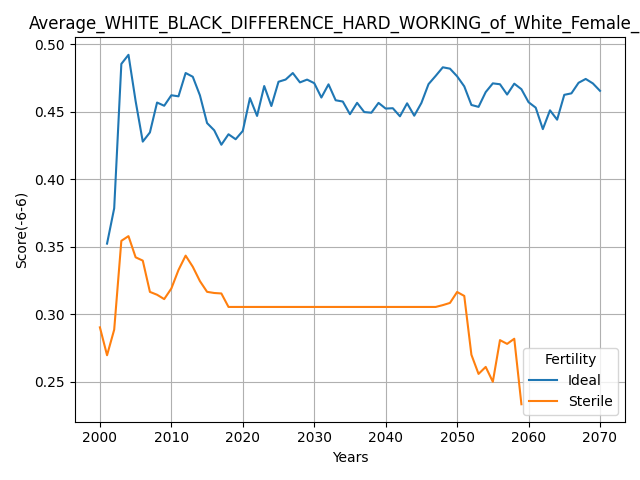 Average_WHITE_BLACK_DIFFERENCE_HARD_WORKING_of_White_Female_
0.50
0.45
0.40
0.35
0.30
0.25
Score(-6-6)
2000 2010 2020 2030 2040 2050 2060 2070
Years
Fertility
Ideal
Sterile